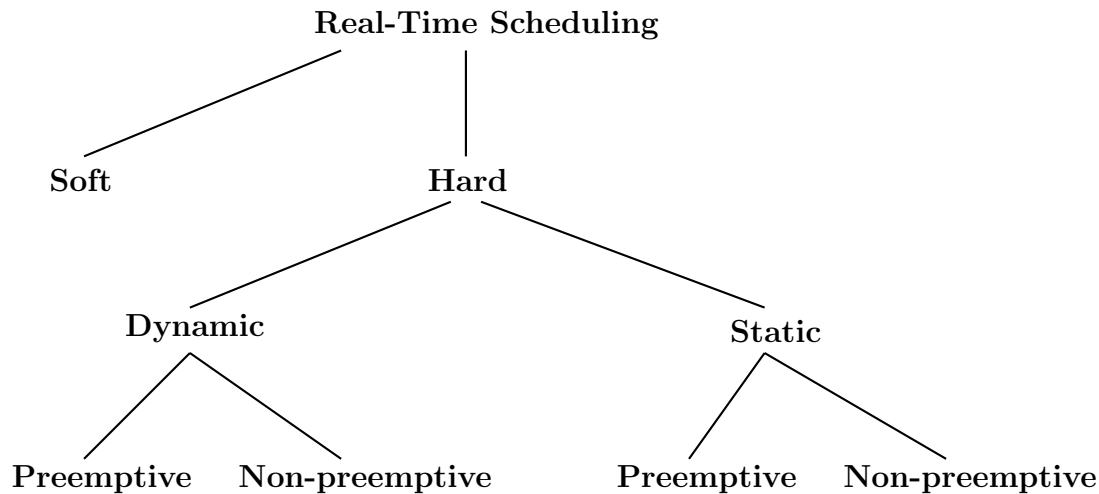 Real-Time Scheduling
Soft
Hard
Dynamic
Static
Preemptive
Non-preemptive
Preemptive
Non-preemptive